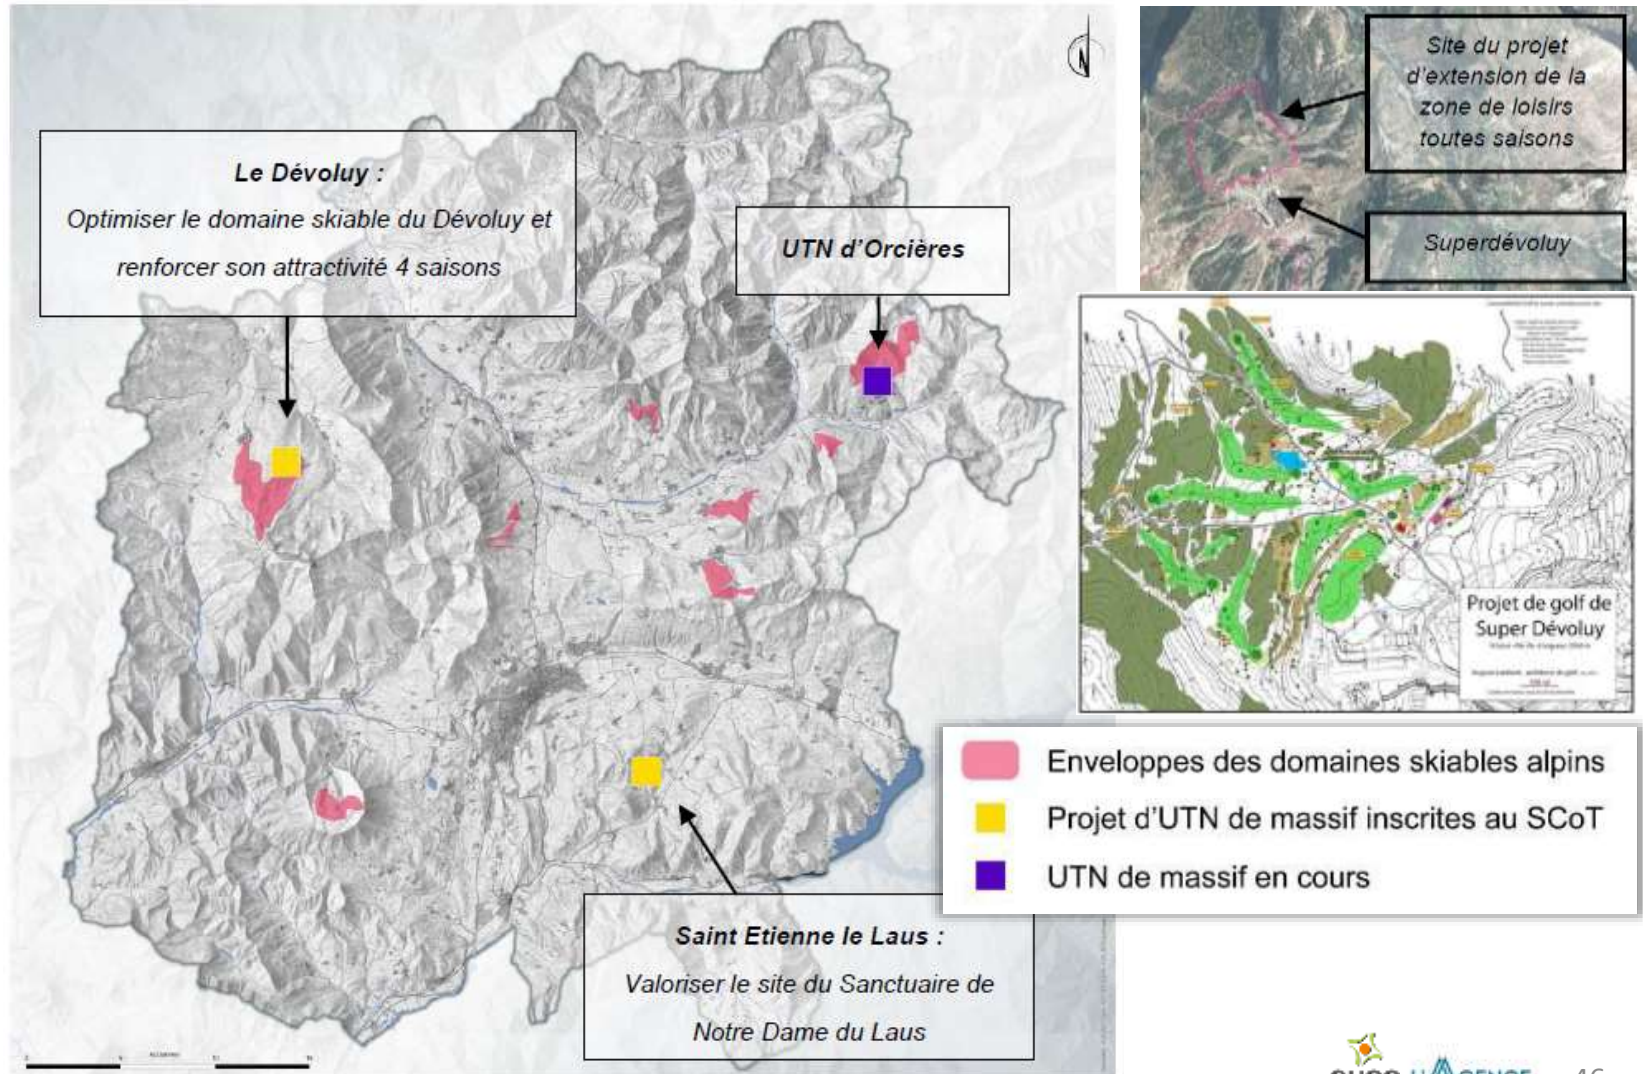 Le Dévoluy :
Optimiser le domaine skiable du Dévoluy et
renforcer son attractivité 4 saisons
UTN d'Orcières
Site du projet
d'extension de la
zone de loisirs
toutes saisons
Superdévoluy
Projet de golf de
Super Dévoluy
Enveloppes des domaines skiables alpins
Projet d'UTN de massif inscrites au SCoT
UTN de massif en cours
Saint Etienne le Laus :
Valoriser le site du Sanctuaire de
Notre Dame du Laus
N